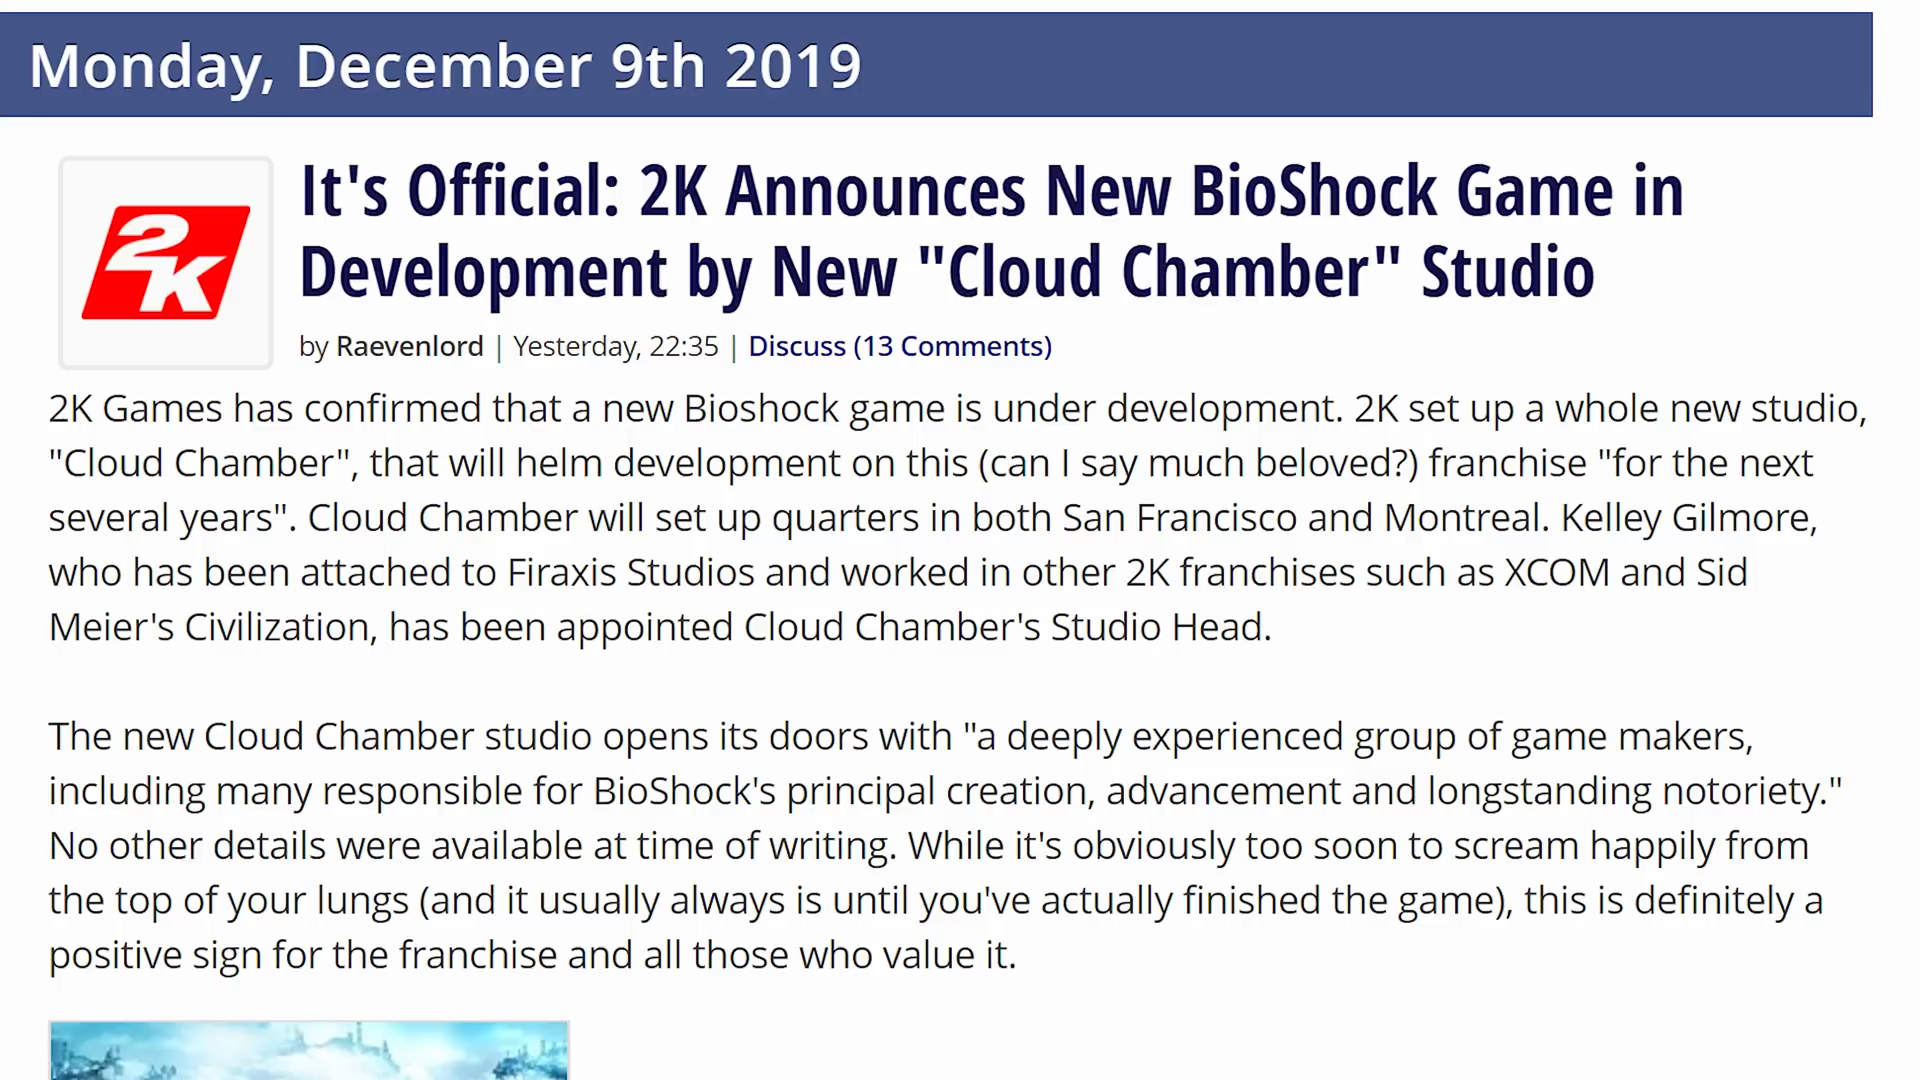 Monday, December 9th 2019
2K
It's Official: 2K Announces New BioShock Game in
Development by New "Cloud Chamber" Studio
by Raevenlord | Yesterday, 22:35 | Discuss (13 Comments)
2K Games has confirmed that a new Bioshock game is under development. 2K set up a whole new studio,
"Cloud Chamber", that will helm development on this (can I say much beloved?) franchise "for the next
several years". Cloud Chamber will set up quarters in both San Francisco and Montreal. Kelley Gilmore,
who has been attached to Firaxis Studios and worked in other 2K franchises such as XCOM and Sid
Meier's Civilization, has been appointed Cloud Chamber's Studio Head.
The new Cloud Chamber studio opens its doors with "a deeply experienced group of game makers,
including many responsible for BioShock's principal creation, advancement and longstanding notoriety."
No other details were available at time of writing. While it's obviously too soon to scream happily from
the top of your lungs (and it usually always is until you've actually finished the game), this is definitely a
positive sign for the franchise and all those who value it.